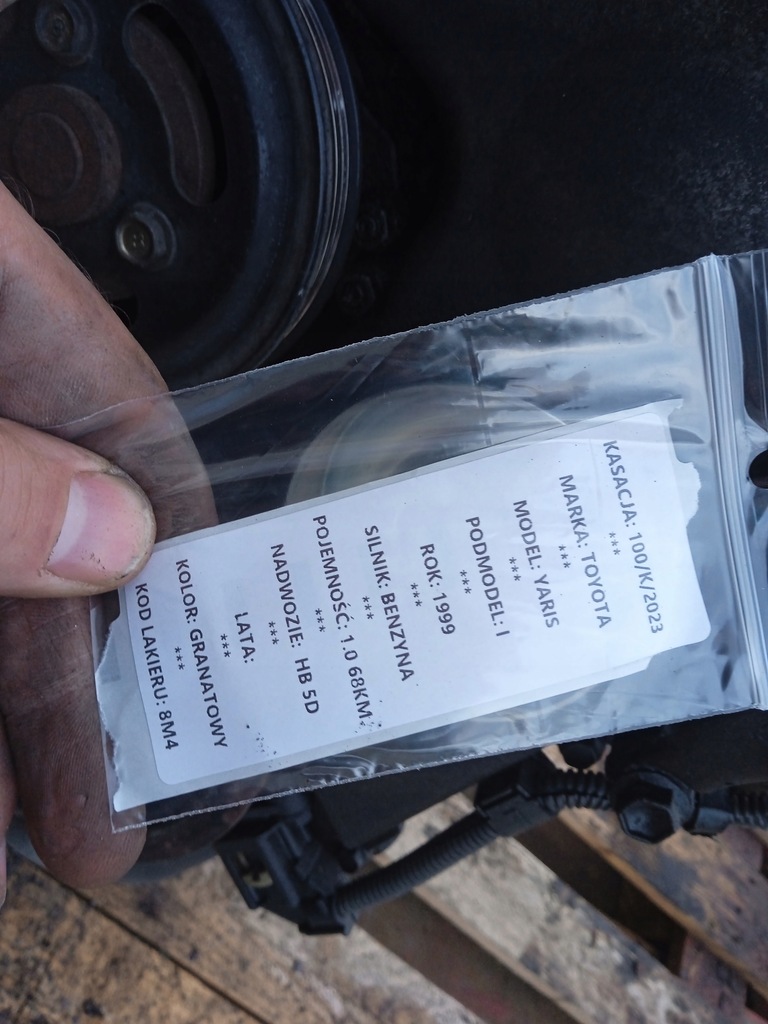 KASACJA: 100/K/2023
***
MARKA: TOYOTA
***
MODEL: YARIS
***
PODMODEL: I
***
ROK: 1999
***
SILNIK: BENZYNA
***
POJEMNOŚĆ: 1.0 68KM
***
NADWOZIE: HB 5D
***
LATA:
***
KOLOR: GRANATOWY
***
KOD LAKIERU: 8M4